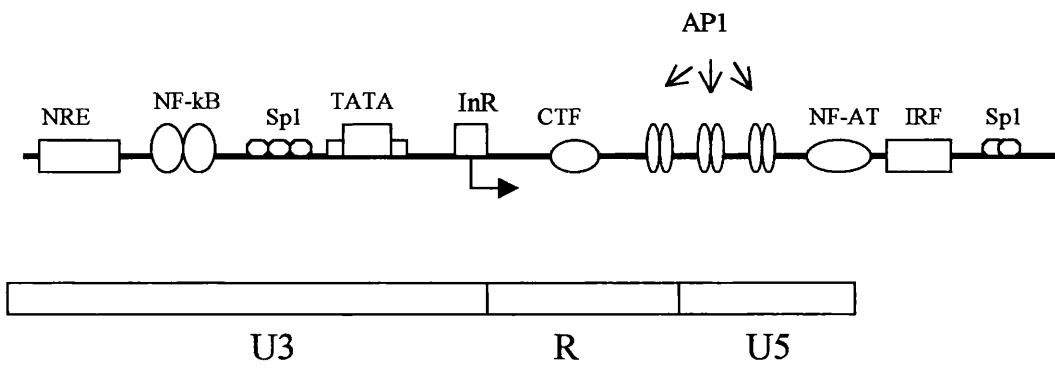 AP1
NRE NF-kB Sp1 TATA InR CTF NF-AT IRF Sp1
U3 R U5